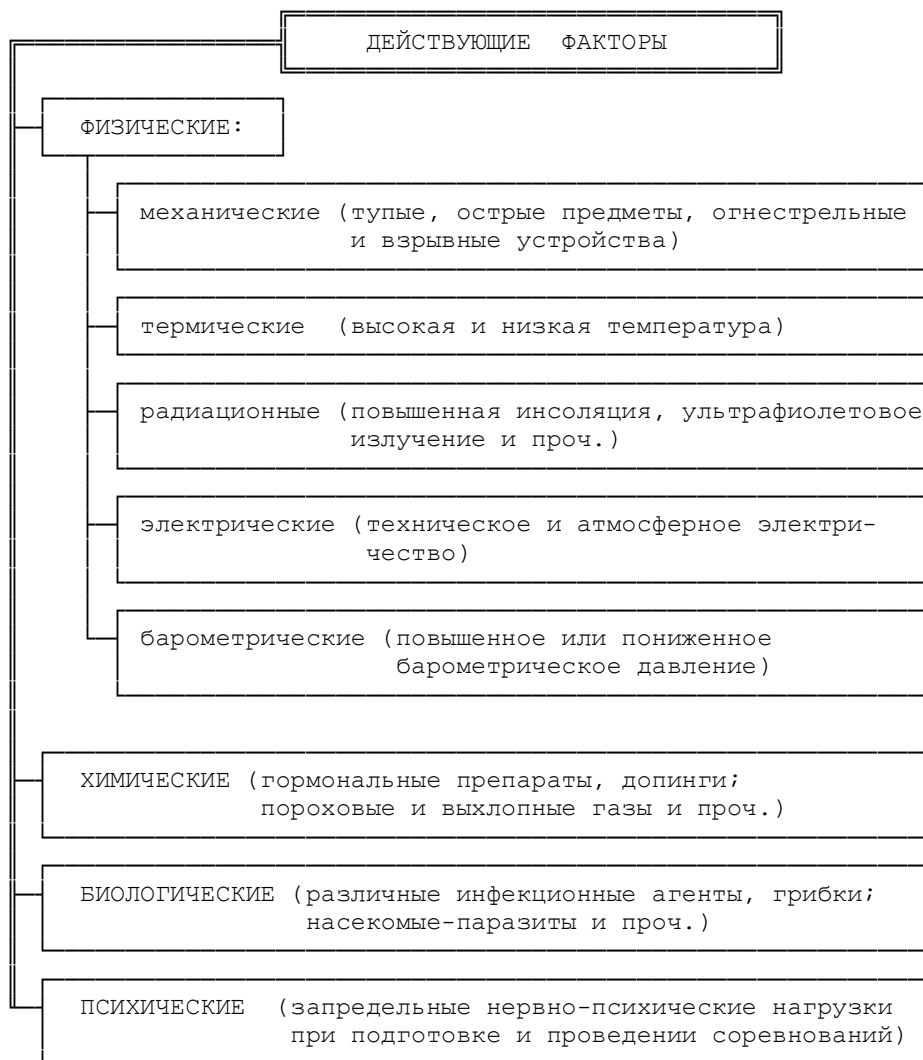 ДЕЙСТВУЮЩИЕ ФАКТОРЫ
ФИЗИЧЕСКИЕ:
механические (тупые, острые предметы, огнестрельные
и взрывные устройства)
термические (высокая и низкая температура)
радиационные (повышенная инсоляция, ультрафиолетовое
излучение и проч.)
электрические (техническое и атмосферное электри-
чество)
барометрические (повышенное или пониженное
барометрическое давление)
ХИМИЧЕСКИЕ (гормональные препараты, допинги;
пороховые и выхлопные газы и проч.)
БИОЛОГИЧЕСКИЕ (различные инфекционные агенты, грибки;
насекомые-паразиты и проч.)
ПСИХИЧЕСКИЕ (запредельные нервно-психические нагрузки
при подготовке и проведении соревнований)